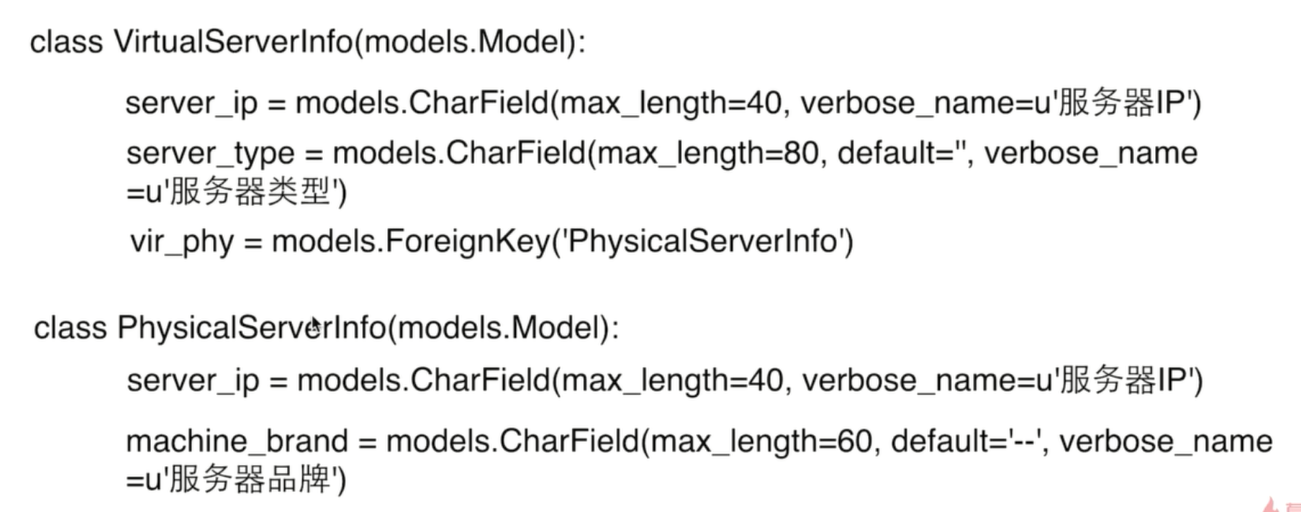 class VirtualServerInfo(models.Model):
server_ip = models.CharField(max_length=40, verbose_name=u'服务器IP')
server_type = models.CharField(max_length=80, default='', verbose_name
=u'服务器类型')
vir_phy = models.ForeignKey('PhysicalServerInfo')
class PhysicalServerInfo(models.Model):
server_ip = models.CharField(max_length=40, verbose_name=u'服务器IP')
machine_brand = models.CharField(max_length=60, default='--', verbose_name
=u'服务器品牌')